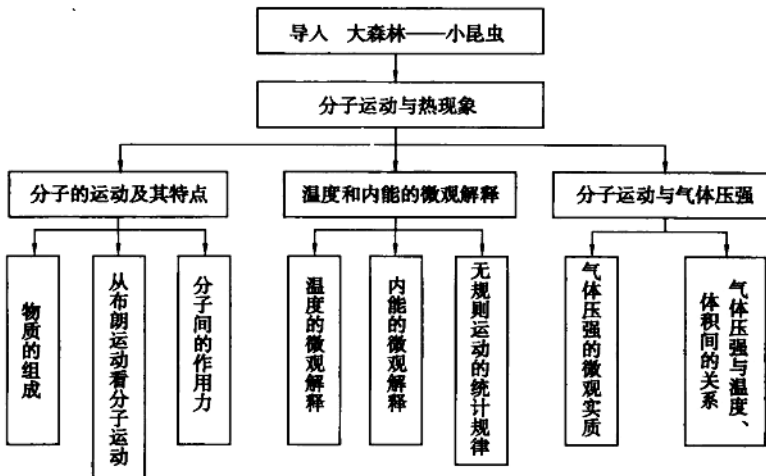 导入 大森林——小昆虫
分子运动与热现象
分子的运动及其特点
温度和内能的微观解释
分子运动与气体压强
物质的组成
从布朗运动看分子运动
分子间的作用力
温度的微观解释
内能的微观解释
无规则运动的统计规律
气体压强的微观实质
气体压强与温度、
体积间的关系